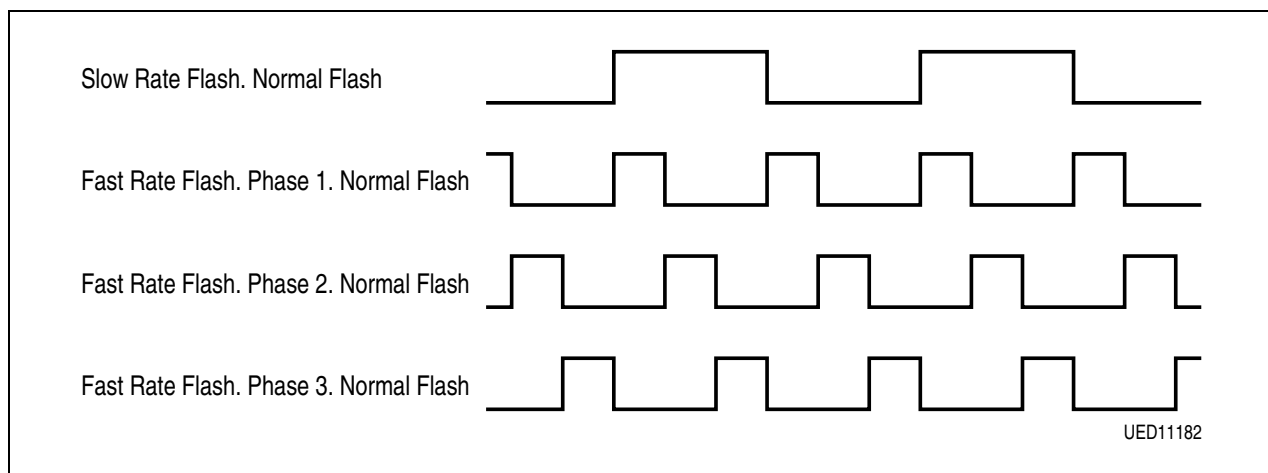 Slow Rate Flash. Normal Flash
Fast Rate Flash. Phase 1. Normal Flash
Fast Rate Flash. Phase 2. Normal Flash
Fast Rate Flash. Phase 3. Normal Flash
UED11182